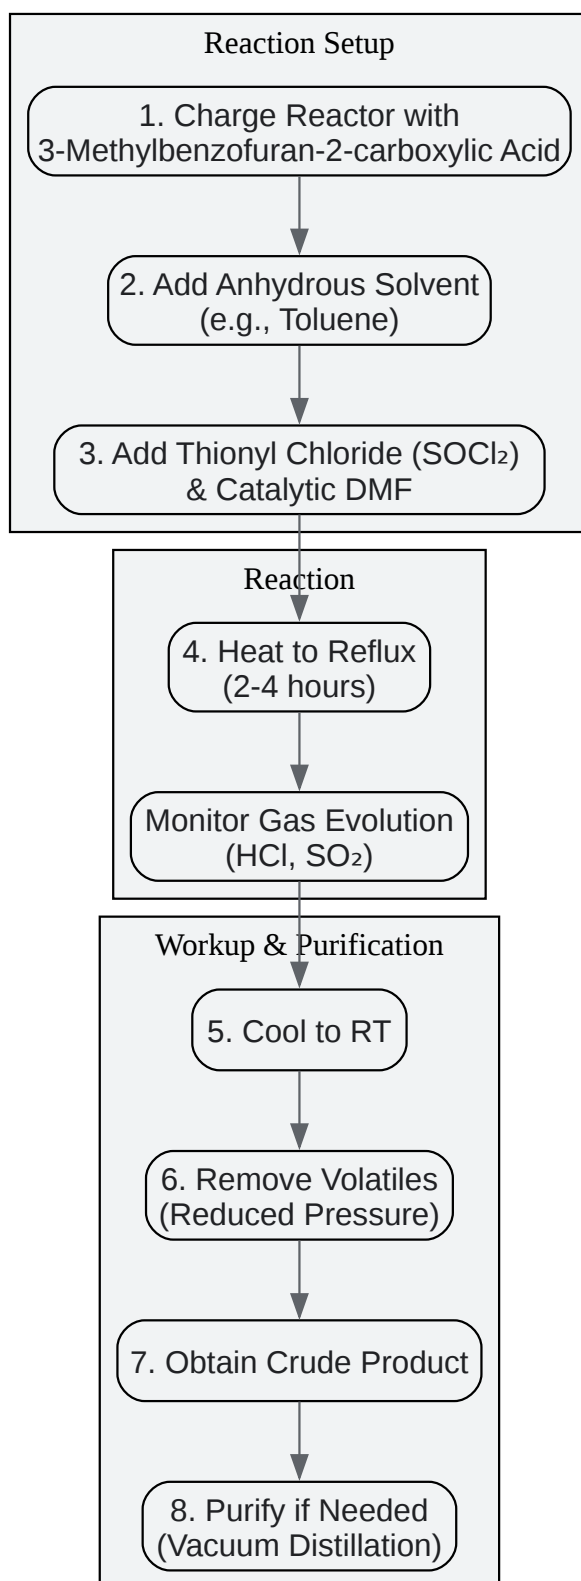 Reaction Setup
1. Charge Reactor with
3-Methylbenzofuran-2-carboxylic Acid
2. Add Anhydrous Solvent
(e.g., Toluene)
3. Add Thionyl Chloride (SOCl₂)
& Catalytic DMF
Reaction
4. Heat to Reflux
(2-4 hours)
Monitor Gas Evolution
(HCl, SO₂)
Workup & Purification
5. Cool to RT
6. Remove Volatiles
(Reduced Pressure)
7. Obtain Crude Product
8. Purify if Needed
(Vacuum Distillation)